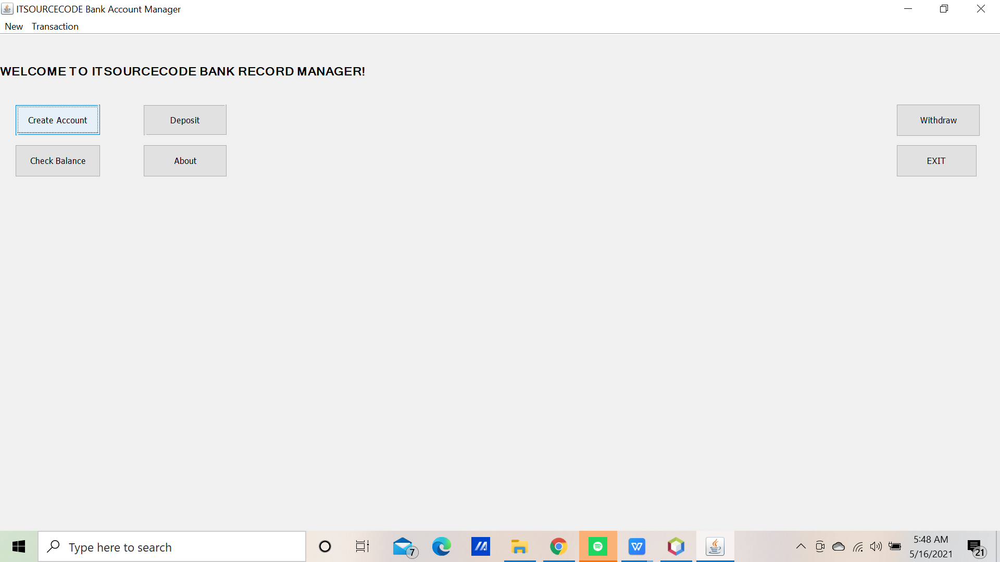 ITSOURCECODE Bank Account Manager
New Transaction
WELCOME TO ITSOURCECODE BANK RECORD MANAGER!
Create Account Deposit Withdraw
Check Balance About EXIT
Type here to search
7
5:48 AM
5/16/2021
21